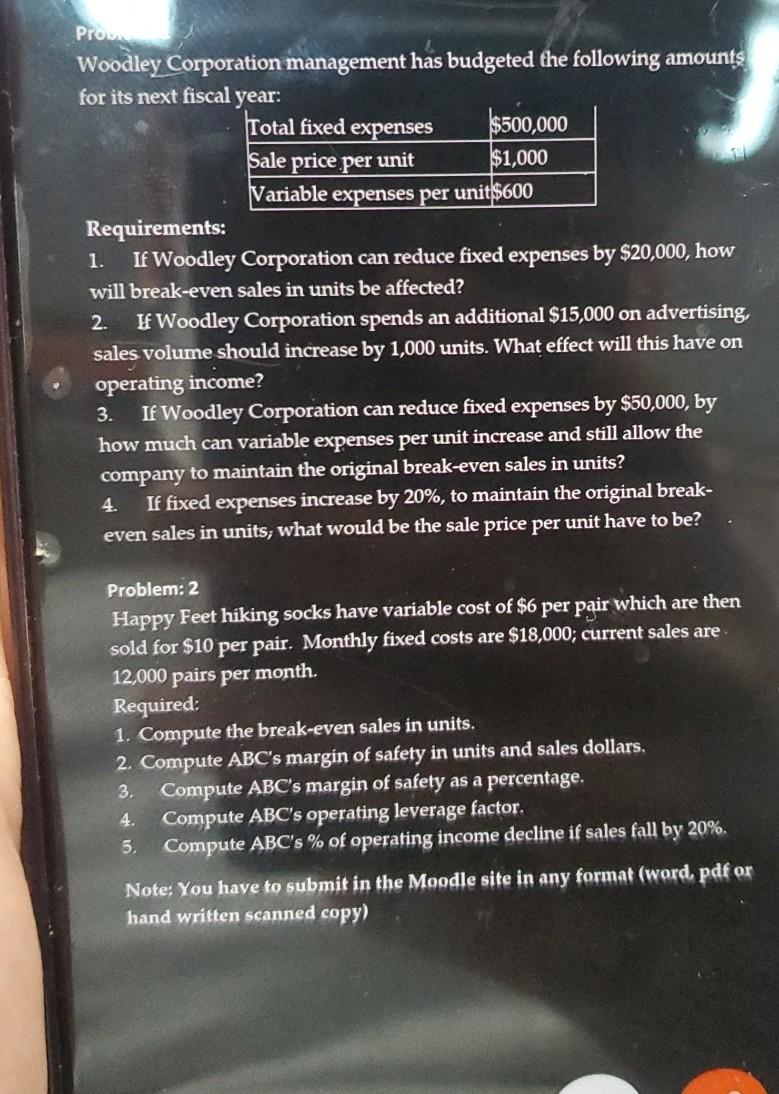 Woodley Corporation management has budgeted the following amounts
for its next fiscal year:
Total fixed expenses $500,000
Sale price per unit $1,000
Variable expenses per unit $600
Requirements:
1. If Woodley Corporation can reduce fixed expenses by $20,000, how
will break-even sales in units be affected?
2. If Woodley Corporation spends an additional $15,000 on advertising,
sales volume should increase by 1,000 units. What effect will this have on
operating income?
3. If Woodley Corporation can reduce fixed expenses by $50,000, by
how much can variable expenses per unit increase and still allow the
company to maintain the original break-even sales in units?
4. If fixed expenses increase by 20%, to maintain the original break-
even sales in units, what would be the sale price per unit have to be?
Problem: 2
Happy Feet hiking socks have variable cost of $6 per pair which are then
sold for $10 per pair. Monthly fixed costs are $18,000; current sales are
12,000 pairs per month.
Required:
1. Compute the break-even sales in units.
2. Compute ABC's margin of safety in units and sales dollars.
3. Compute ABC's margin of safety as a percentage.
4. Compute ABC's operating leverage factor.
5. Compute ABC's % of operating income decline if sales fall by 20%.
Note: You have to submit in the Moodle site in any format (word, pdf or
hand written scanned copy)